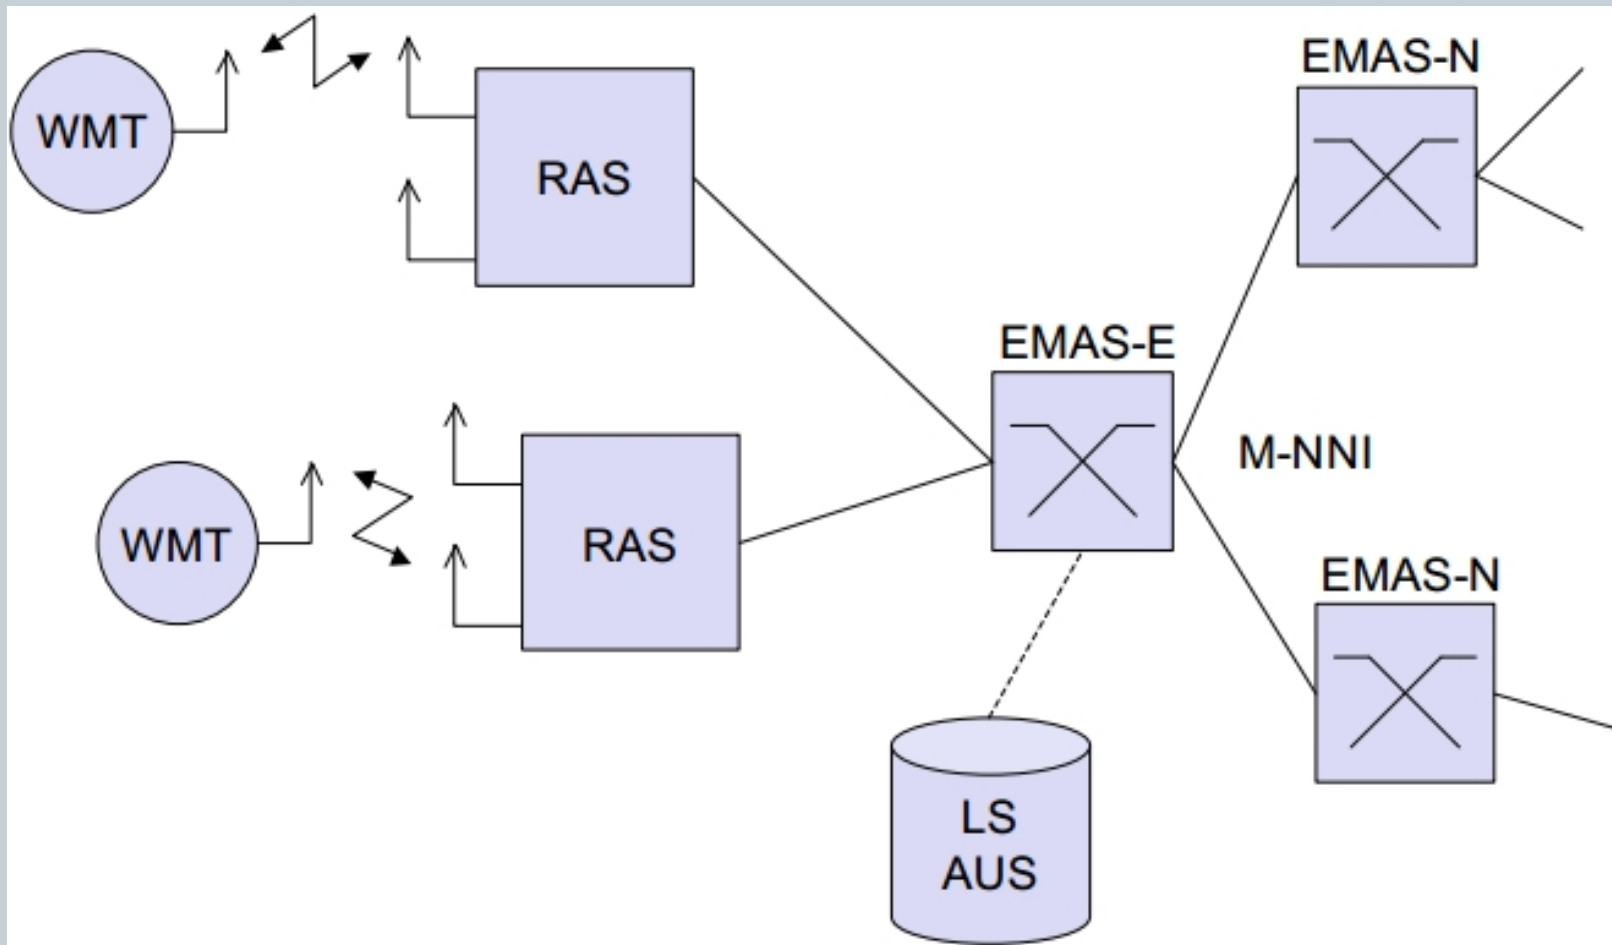 EMAS-N
WMT
RAS
EMAS-E
M-NNI
WMT
RAS
EMAS-N
LS
AUS